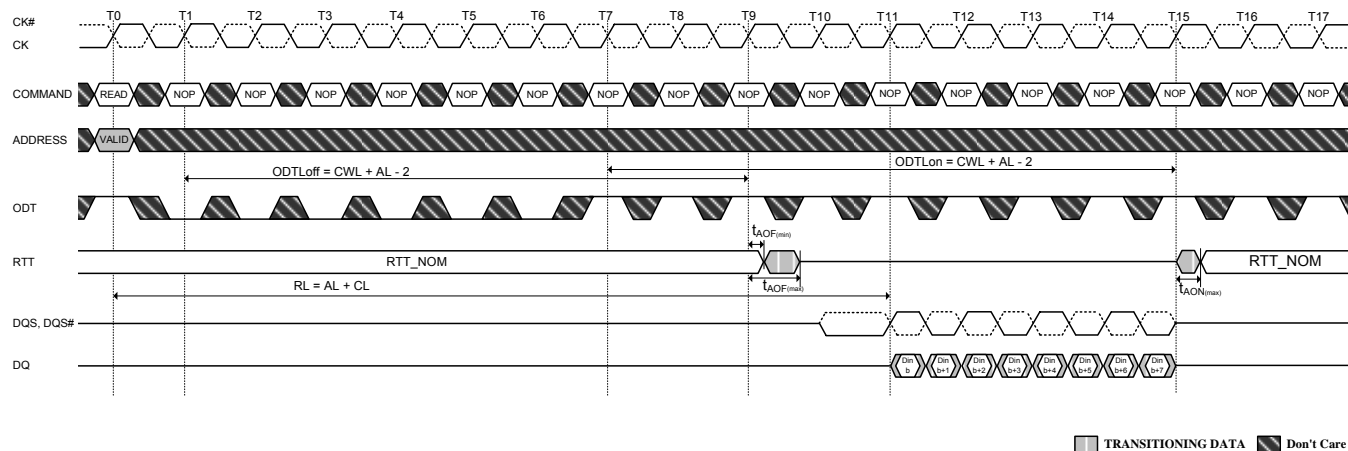 CK#
CK
T0 T1 T2 T3 T4 T5 T6 T7 T8 T9 T10 T11 T12 T13 T14 T15 T16 T17
COMMAND READ NOP NOP NOP NOP NOP NOP NOP NOP NOP NOP NOP NOP NOP NOP NOP NOP NOP
ADDRESS VALID
ODTLoff = CWL + AL - 2
ODTLon = CWL + AL - 2
ODT
tAOF(min)
RTT RTT_NOM RTT_NOM
tAOF(max)
tAON(max)
RL = AL + CL
DQS, DQS#
DQ Din b Din b+1 Din b+2 Din b+3 Din b+4 Din b+5 Din b+6 Din b+7
TRANSITIONING DATA Don't Care